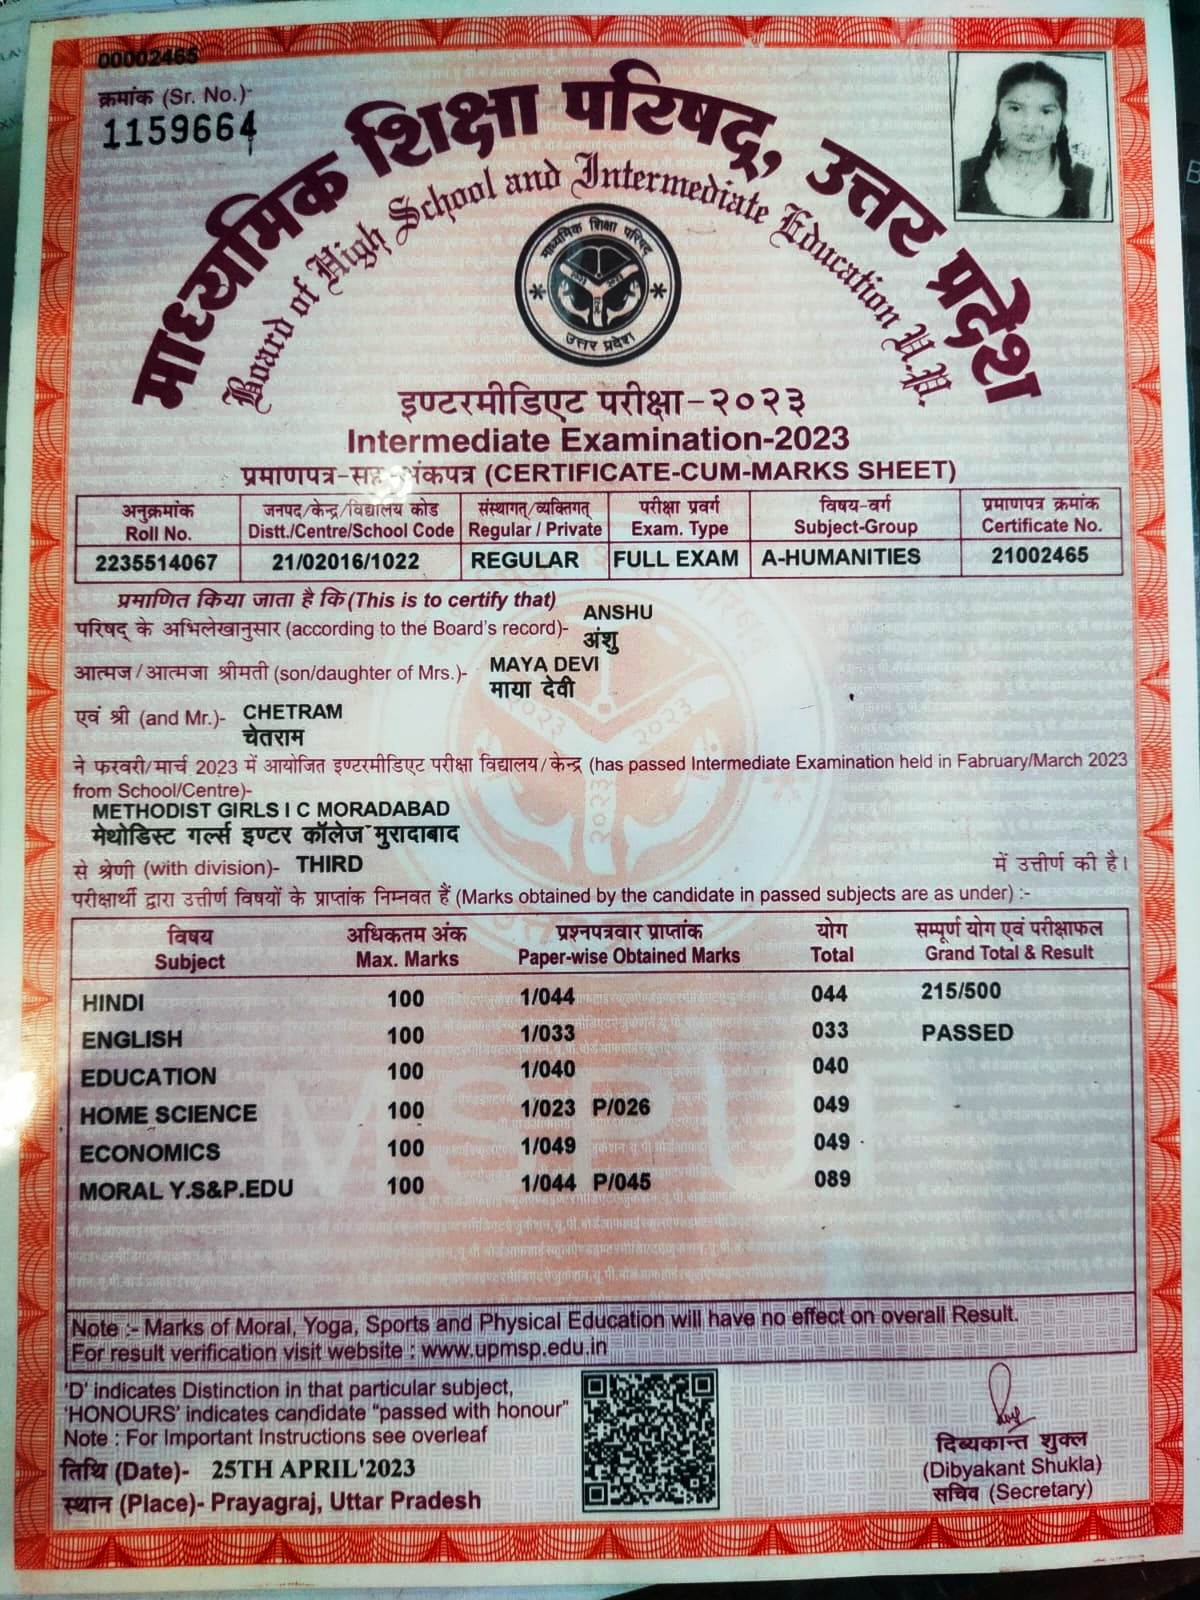 00002465
क्रमांक (Sr. No.)-
1159664
माध्यमिक शिक्षा परिषद्, उत्तर प्रदेश
Board of High School and Intermediate Education U.P.
माध्यमिक शिक्षा परिषद्
उत्तर प्रदेश
इण्टरमीडिएट परीक्षा-२०२३
Intermediate Examination-2023
प्रमाणपत्र-सह-अंकपत्र (CERTIFICATE-CUM-MARKS SHEET)
अनुक्रमांक जनपद/केन्द्र/विद्यालय कोड संस्थागत्/व्यक्तिगत् परीक्षा प्रवर्ग विषय-वर्ग प्रमाणपत्र क्रमांक
Roll No. Distt./Centre/School Code Regular / Private Exam. Type Subject-Group Certificate No.
2235514067 21/02016/1022 REGULAR FULL EXAM A-HUMANITIES 21002465
प्रमाणित किया जाता है कि (This is to certify that)
ANSHU
परिषद् के अभिलेखानुसार (according to the Board's record)-
अंशु
MAYA DEVI
आत्मज/आत्मजा श्रीमती (son/daughter of Mrs.)-
माया देवी
एवं श्री (and Mr.)- CHETRAM
चेतराम
ने फरवरी/मार्च 2023 में आयोजित इण्टरमीडिएट परीक्षा विद्यालय/केन्द्र (has passed Intermediate Examination held in Fabruary/March 2023
from School/Centre)-
METHODIST GIRLS I C MORADABAD
मेथोडिस्ट गर्ल्स इण्टर कॉलेज मुरादाबाद
से श्रेणी (with division)- THIRD में उत्तीर्ण की है।
परीक्षार्थी द्वारा उत्तीर्ण विषयों के प्राप्तांक निम्नवत हैं (Marks obtained by the candidate in passed subjects are as under) :-
विषय अधिकतम अंक प्रश्नपत्रवार प्राप्तांक योग सम्पूर्ण योग एवं परीक्षाफल
Subject Max. Marks Paper-wise Obtained Marks Total Grand Total & Result
HINDI 100 1/044 044 215/500
ENGLISH 100 1/033 033 PASSED
EDUCATION 100 1/040 040
HOME SCIENCE 100 1/023 P/026 049
ECONOMICS 100 1/049 049
MORAL Y.S&P.EDU 100 1/044 P/045 089
MSPUP
Note :- Marks of Moral, Yoga, Sports and Physical Education will have no effect on overall Result.
For result verification visit website : www.upmsp.edu.in
'D' indicates Distinction in that particular subject,
'HONOURS' indicates candidate "passed with honour"
Note : For Important Instructions see overleaf
तिथि (Date)- 25TH APRIL'2023
स्थान (Place)- Prayagraj, Uttar Pradesh
दिब्यकान्त शुक्ल
(Dibyakant Shukla)
सचिव (Secretary)